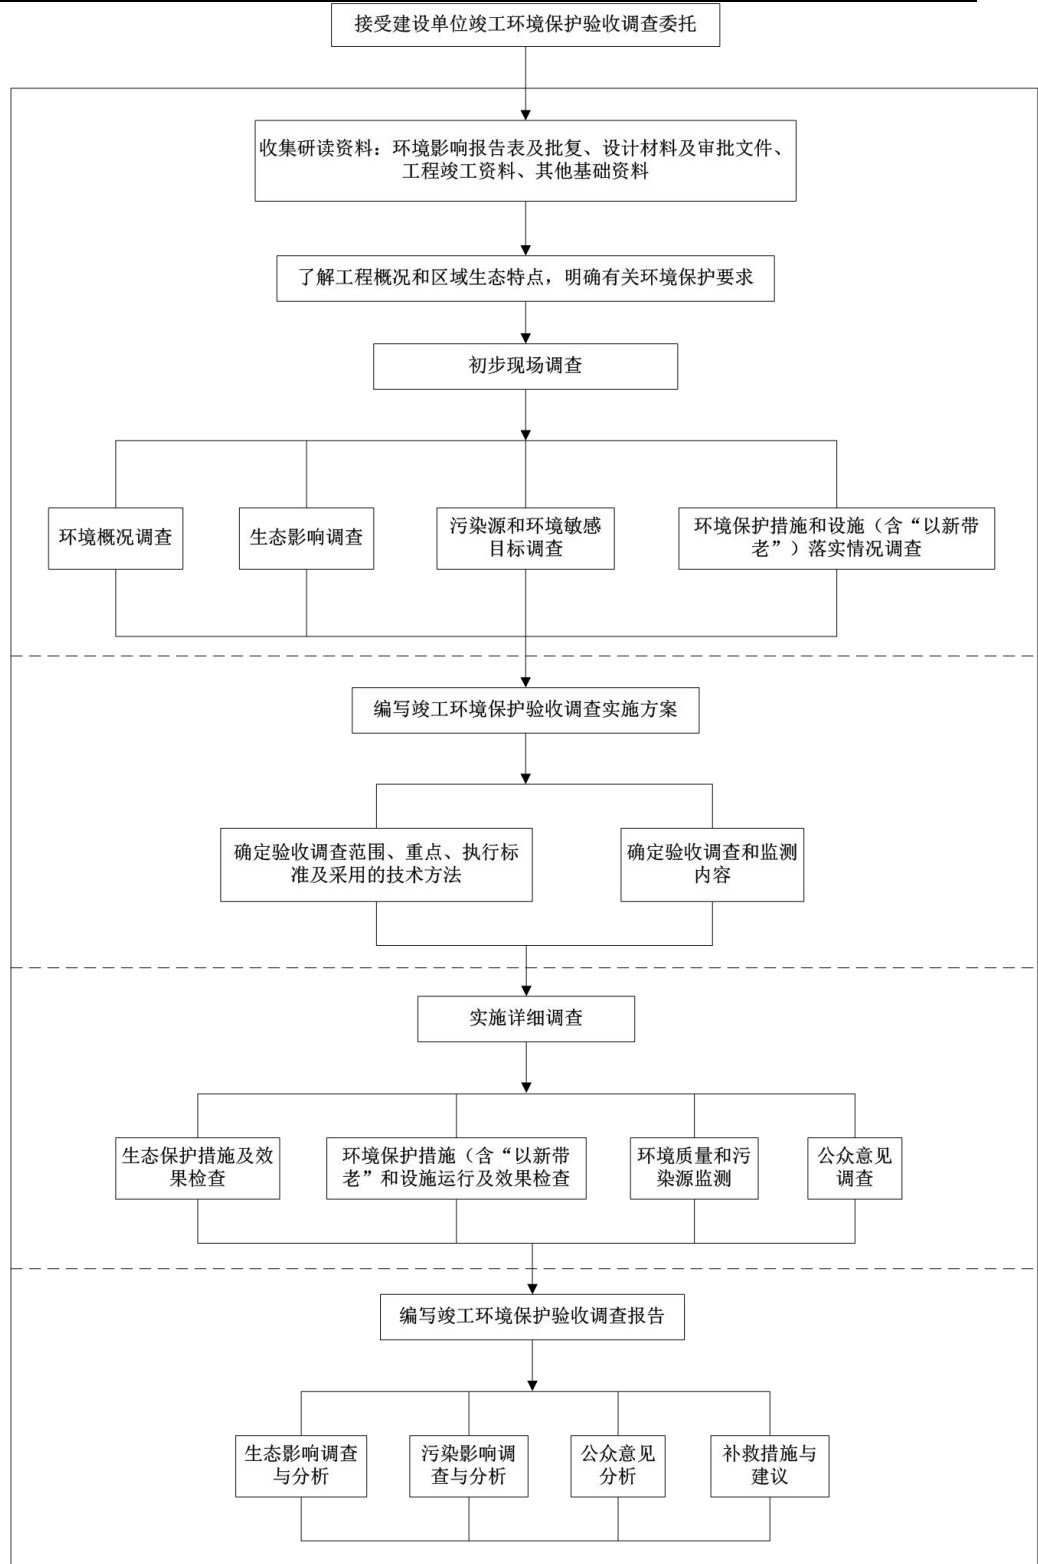 接受建设单位竣工环境保护验收调查委托
收集研读资料：环境影响报告表及批复、设计材料及审批文件、
工程竣工资料、其他基础资料
了解工程概况和区域生态特点，明确有关环境保护要求
初步现场调查
环境概况调查
生态影响调查
污染源和环境敏感
目标调查
环境保护措施和设施（含“以新带
老”）落实情况调查
编写竣工环境保护验收调查实施方案
确定验收调查范围、重点、执行标
准及采用的技术方法
确定验收调查和监测
内容
实施详细调查
生态保护措施及效
果检查
环境保护措施（含“以新带
老”和设施运行及效果检查
环境质量和污
染源监测
公众意见
调查
编写竣工环境保护验收调查报告
生态影响调查
与分析
污染影响调
查与分析
公众意见
分析
补救措施与
建议